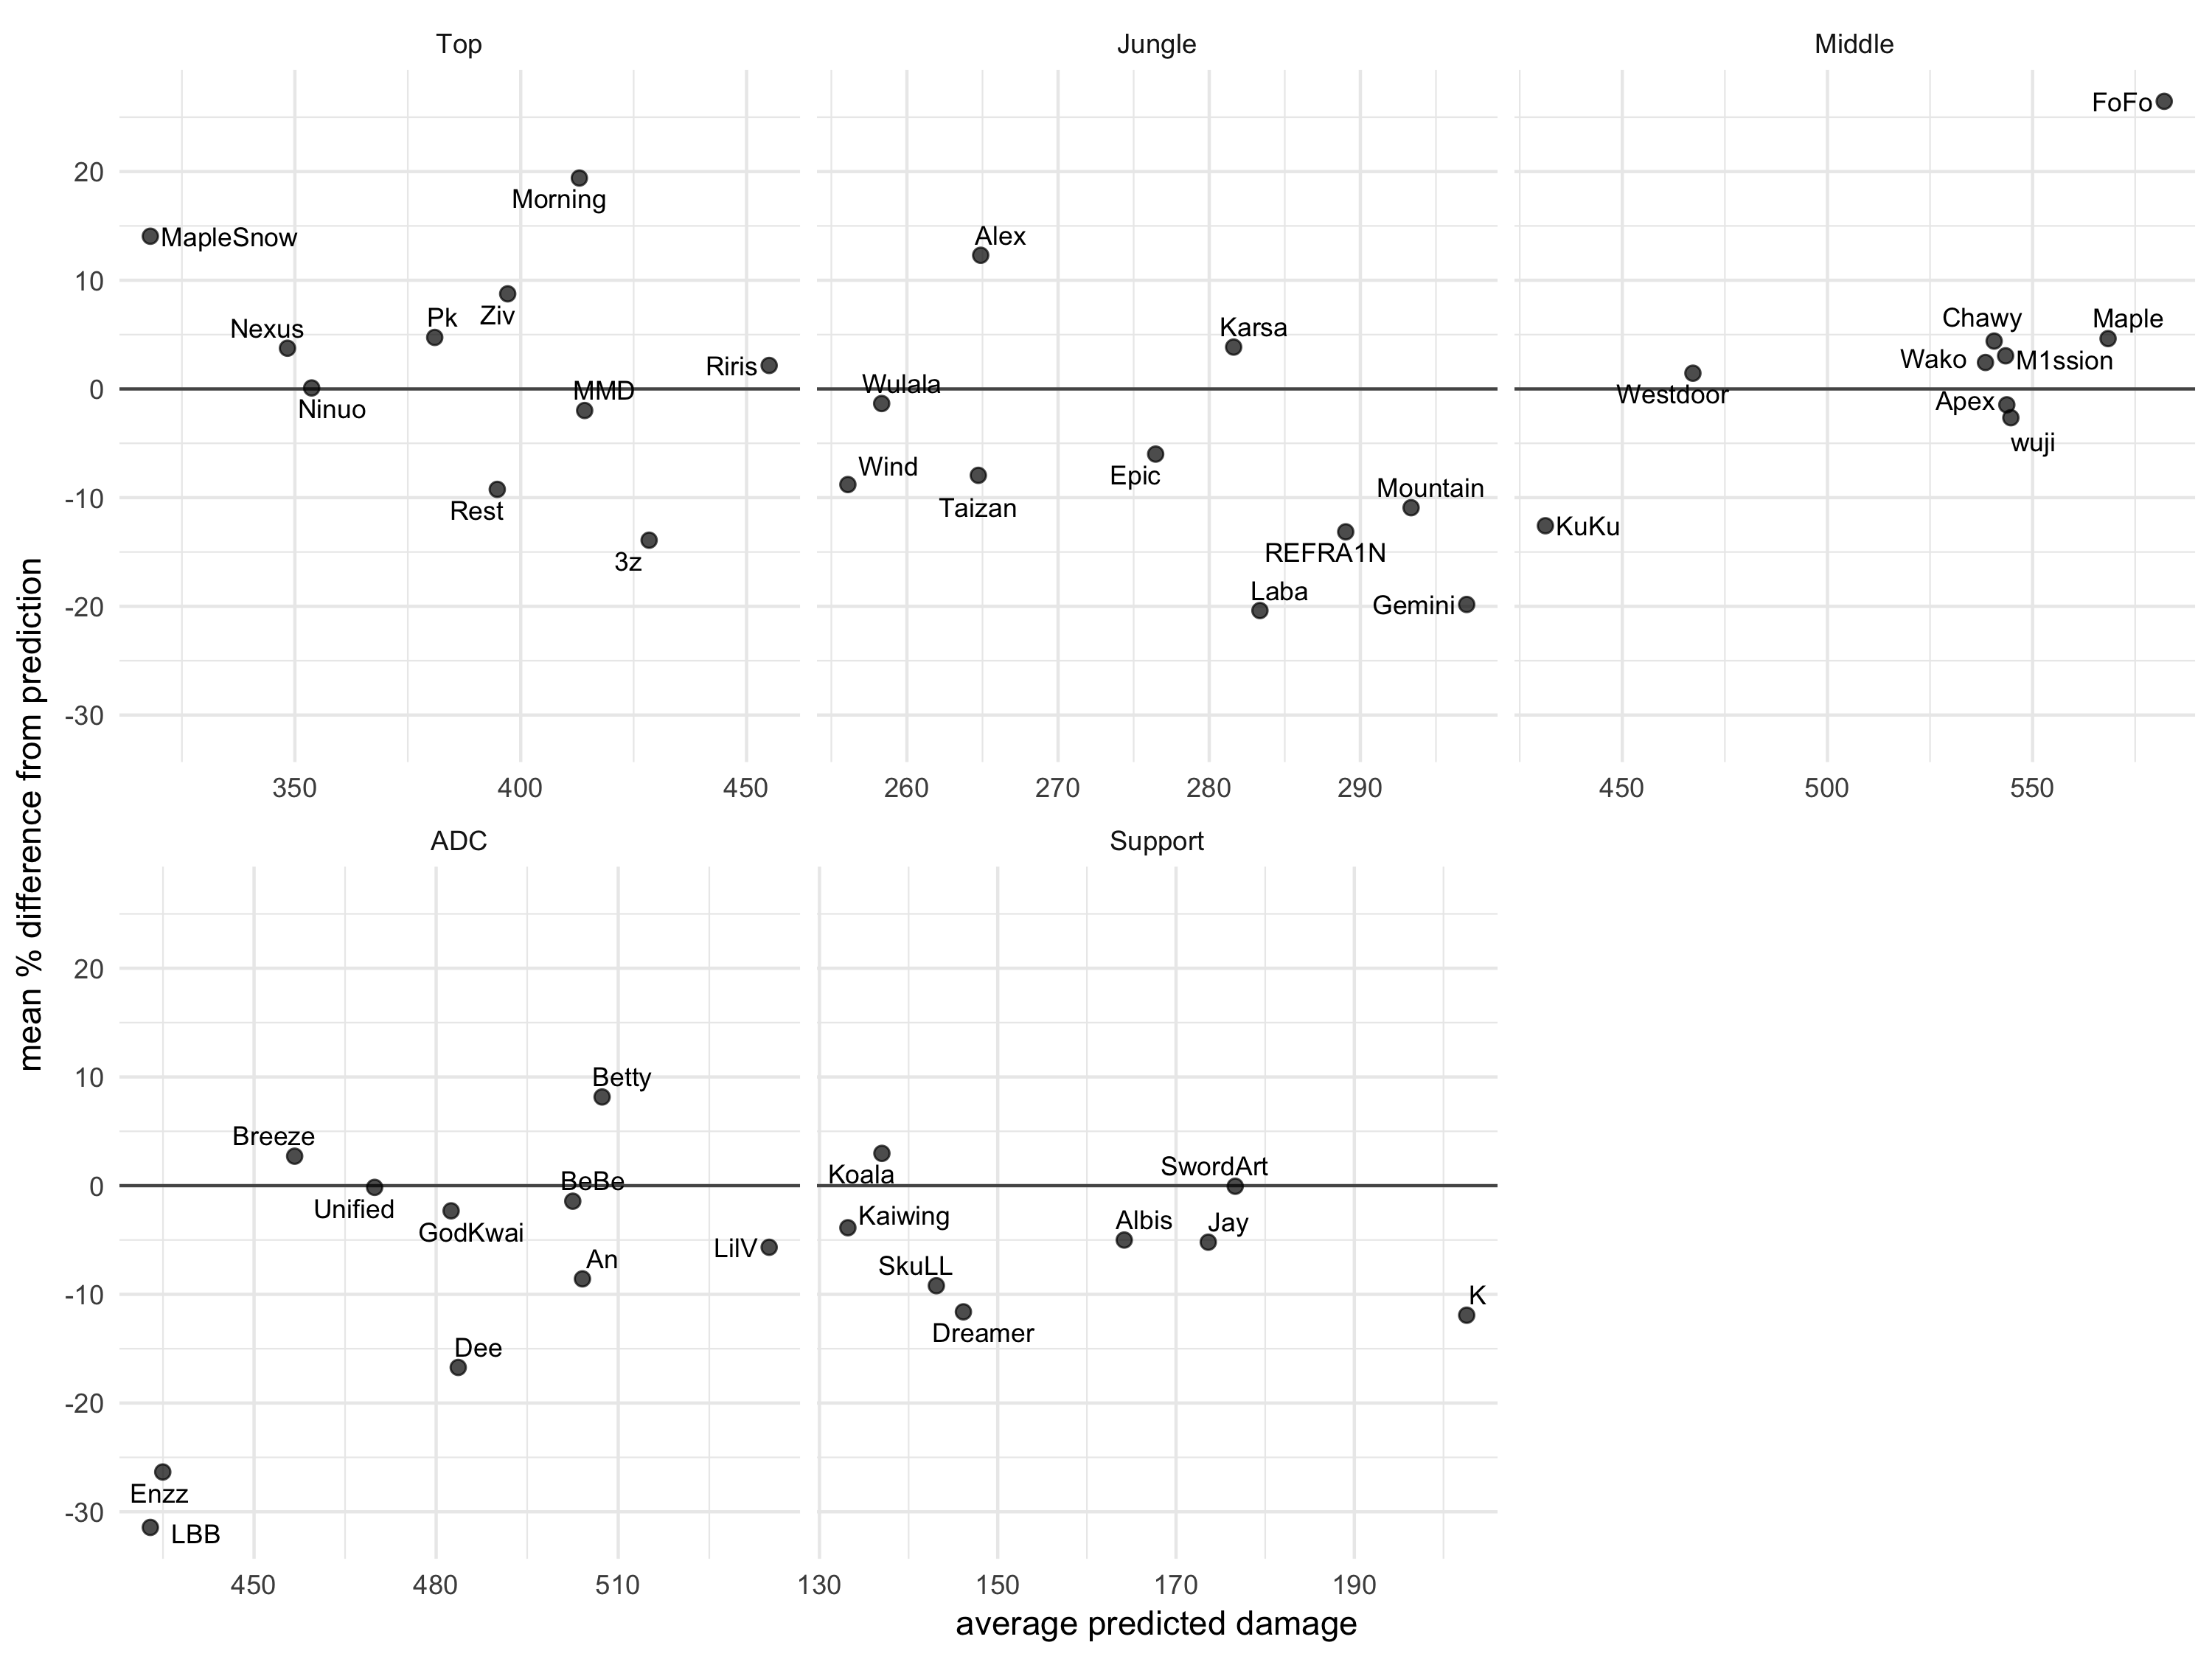 Top
Jungle
Middle
FoFo
20
Morning
MapleSnow
Alex
10
Ziv
Pk
Nexus
Karsa
Chawy
Maple
Riris
Wako
M1ssion
0
MMD
Wulala
Westdoor
Ninuo
Apex
wuji
Wind
Epic
-10
Rest
Taizan
Mountain
KuKu
3z
REFRA1N
Laba
-20
Gemini
-30
350
400
450
260
270
280
290
450
500
550
mean % difference from prediction
ADC
Support
20
10
Betty
Breeze
Koala
SwordArt
0
BeBe
Unified
Kaiwing
GodKwai
Albis
Jay
LilV
An
SkuLL
-10
K
Dreamer
Dee
-20
Enzz
-30
LBB
450
480
510
130
150
170
190
average predicted damage